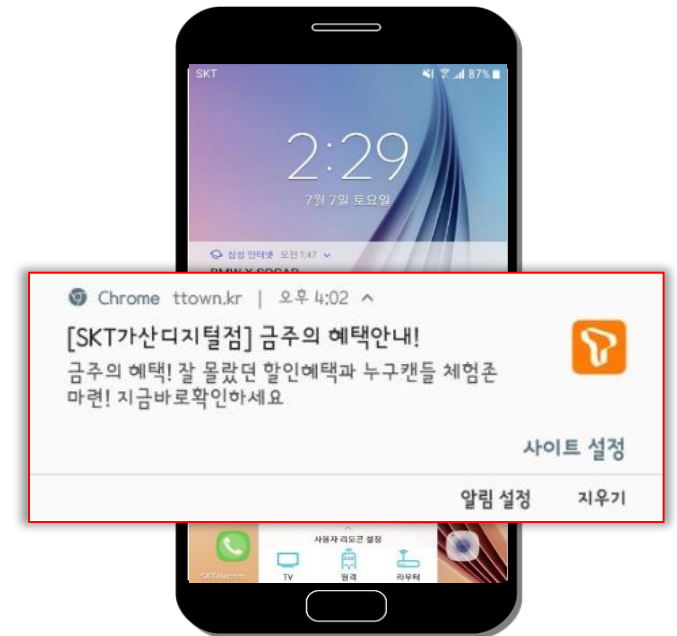 SKT
87%
2:29
7월 7일 토요일
삼성 인터넷 오전 1:47
BMW X SOCAR
Chrome ttown.kr | 오후 4:02
[SKT가산디지털점] 금주의 혜택안내!
금주의 혜택! 잘 몰랐던 할인혜택과 누구캔들 체험존
마련! 지금바로확인하세요
사이트 설정
알림 설정 지우기
사용자 리모콘 설정
SKTelecom
TV 원격 라우터